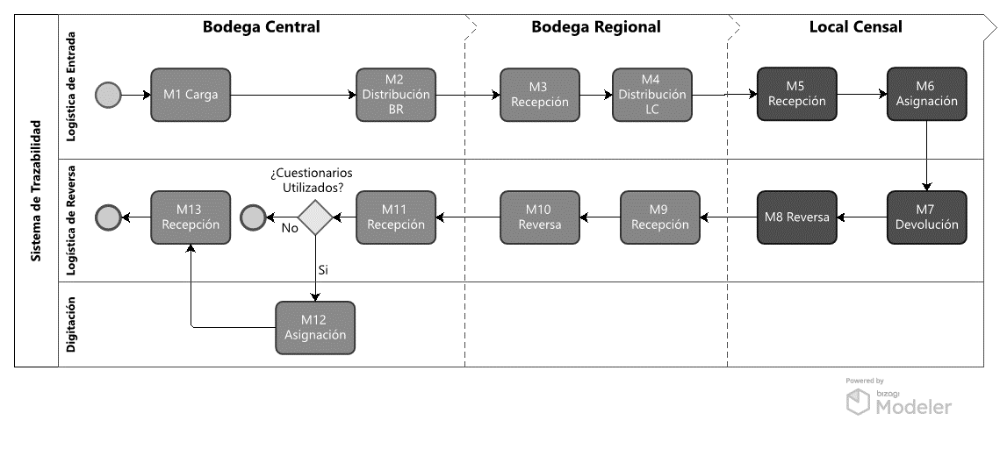 Bodega Central
Bodega Regional
Local Censal
Sistema de Trazabilidad
Logística de Entrada
M1 Carga
M2
Distribución
BR
M3
Recepción
M4
Distribución
LC
M5
Recepción
M6
Asignación
Logística de Reversa
M13
Recepción
¿Cuestionarios
Utilizados?
No
Si
M11
Recepción
M10
Reversa
M9
Recepción
M8 Reversa
M7
Devolución
Digitación
M12
Asignación
Powered by
bizagi
Modeler